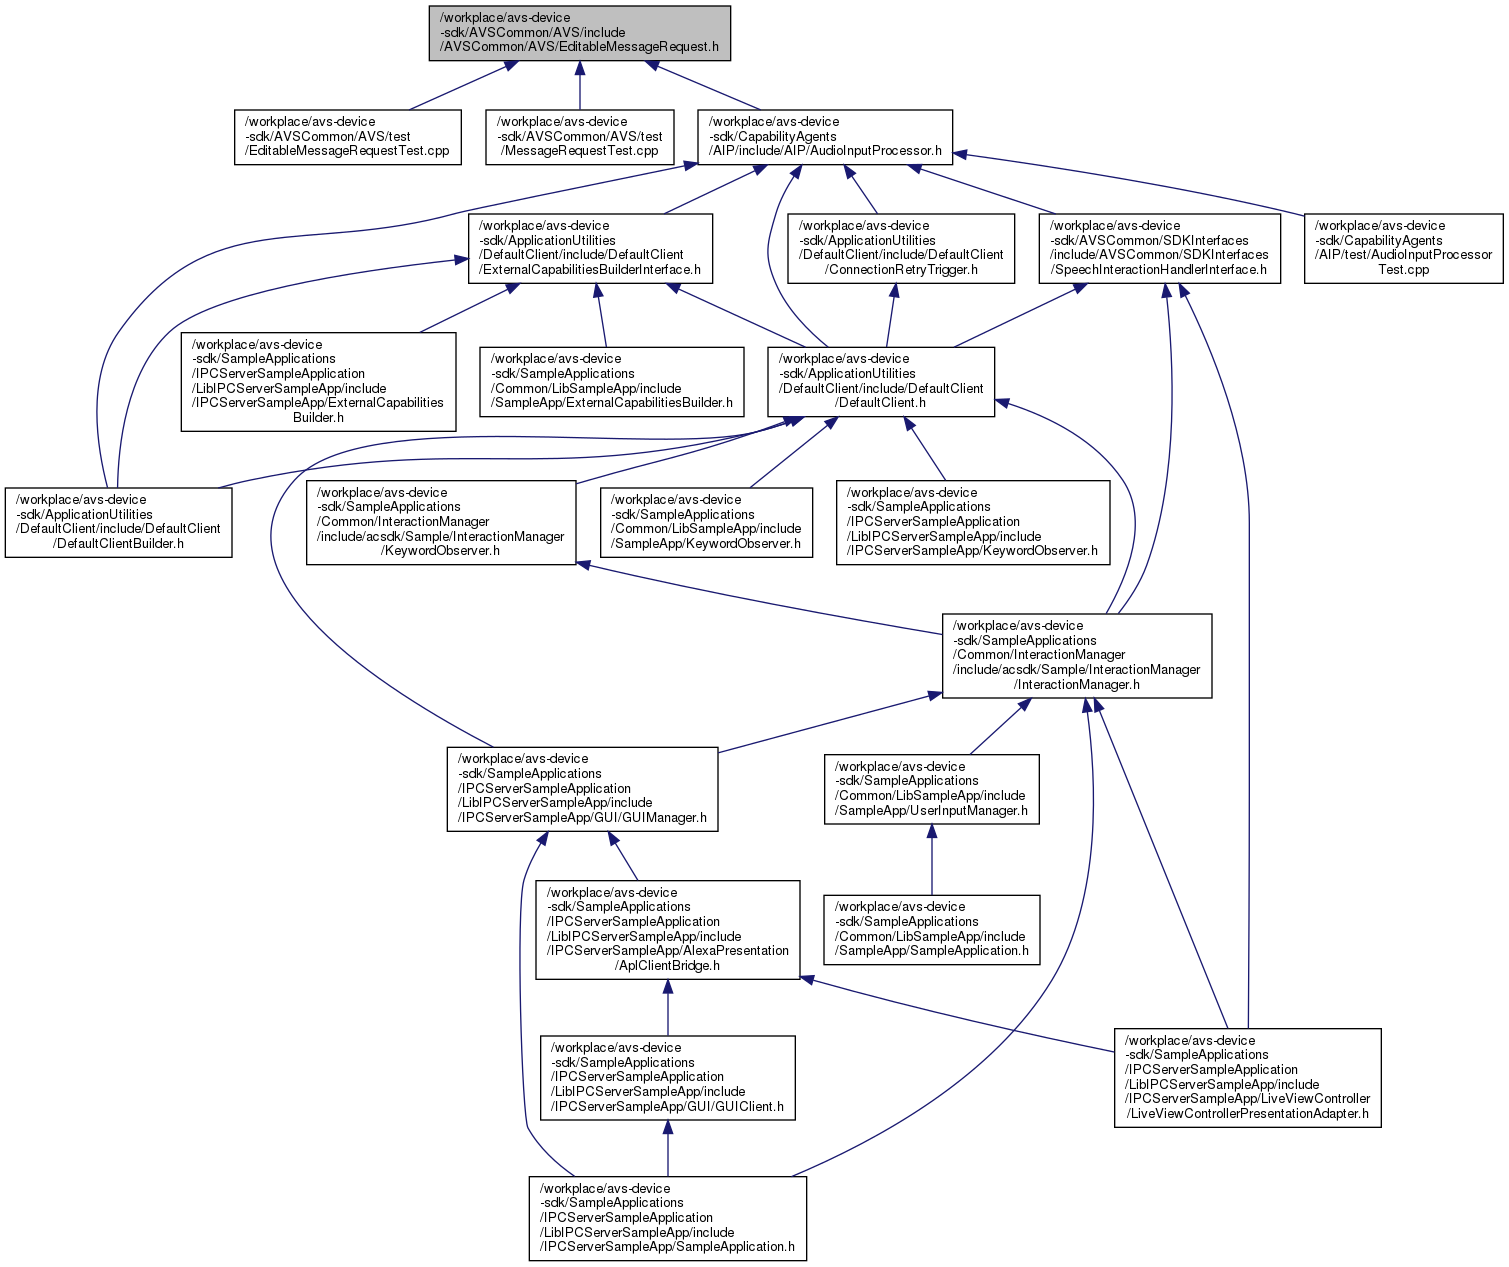 /workplace/avs-device
-sdk/AVSCommon/AVS/include
/AVSCommon/AVS/EditableMessageRequest.h
/workplace/avs-device
-sdk/AVSCommon/AVS/test
/EditableMessageRequestTest.cpp
/workplace/avs-device
-sdk/AVSCommon/AVS/test
/MessageRequestTest.cpp
/workplace/avs-device
-sdk/CapabilityAgents
/AIP/include/AIP/AudioInputProcessor.h
/workplace/avs-device
-sdk/ApplicationUtilities
/DefaultClient/include/DefaultClient
/ExternalCapabilitiesBuilderInterface.h
/workplace/avs-device
-sdk/ApplicationUtilities
/DefaultClient/include/DefaultClient
/ConnectionRetryTrigger.h
/workplace/avs-device
-sdk/AVSCommon/SDKInterfaces
/include/AVSCommon/SDKInterfaces
/SpeechInteractionHandlerInterface.h
/workplace/avs-device
-sdk/CapabilityAgents
/AIP/test/AudioInputProcessor
Test.cpp
/workplace/avs-device
-sdk/SampleApplications
/IPCServerSampleApplication
/LibIPCServerSampleApp/include
/IPCServerSampleApp/ExternalCapabilities
Builder.h
/workplace/avs-device
-sdk/SampleApplications
/Common/LibSampleApp/include
/SampleApp/ExternalCapabilitiesBuilder.h
/workplace/avs-device
-sdk/ApplicationUtilities
/DefaultClient/include/DefaultClient
/DefaultClient.h
/workplace/avs-device
-sdk/ApplicationUtilities
/DefaultClient/include/DefaultClient
/DefaultClientBuilder.h
/workplace/avs-device
-sdk/SampleApplications
/Common/InteractionManager
/include/acsdk/Sample/InteractionManager
/KeywordObserver.h
/workplace/avs-device
-sdk/SampleApplications
/Common/LibSampleApp/include
/SampleApp/KeywordObserver.h
/workplace/avs-device
-sdk/SampleApplications
/IPCServerSampleApplication
/LibIPCServerSampleApp/include
/IPCServerSampleApp/KeywordObserver.h
/workplace/avs-device
-sdk/SampleApplications
/Common/InteractionManager
/include/acsdk/Sample/InteractionManager
/InteractionManager.h
/workplace/avs-device
-sdk/SampleApplications
/IPCServerSampleApplication
/LibIPCServerSampleApp/include
/IPCServerSampleApp/GUI/GUIManager.h
/workplace/avs-device
-sdk/SampleApplications
/Common/LibSampleApp/include
/SampleApp/UserInputManager.h
/workplace/avs-device
-sdk/SampleApplications
/IPCServerSampleApplication
/LibIPCServerSampleApp/include
/IPCServerSampleApp/AlexaPresentation
/AplClientBridge.h
/workplace/avs-device
-sdk/SampleApplications
/Common/LibSampleApp/include
/SampleApp/SampleApplication.h
/workplace/avs-device
-sdk/SampleApplications
/IPCServerSampleApplication
/LibIPCServerSampleApp/include
/IPCServerSampleApp/GUI/GUIClient.h
/workplace/avs-device
-sdk/SampleApplications
/IPCServerSampleApplication
/LibIPCServerSampleApp/include
/IPCServerSampleApp/LiveViewController
/LiveViewControllerPresentationAdapter.h
/workplace/avs-device
-sdk/SampleApplications
/IPCServerSampleApplication
/LibIPCServerSampleApp/include
/IPCServerSampleApp/SampleApplication.h